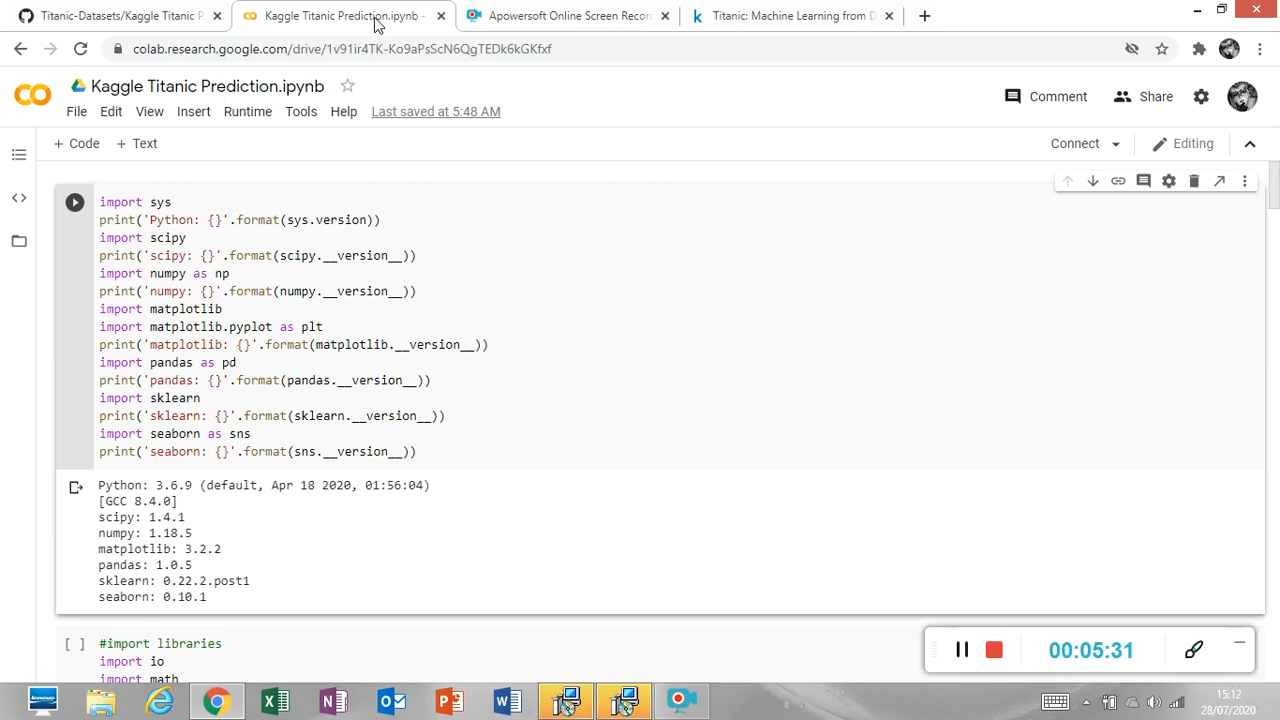 Titanic-Datasets/Kaggle Titanic P
Kaggle Titanic Prediction.ipynb -
Apowersoft Online Screen Recor
Titanic: Machine Learning from D
colab.research.google.com/drive/1v91ir4TK-Ko9aPsScN6QgTEDk6kGKfxf
Kaggle Titanic Prediction.ipynb
File Edit View Insert Runtime Tools Help Last saved at 5:48 AM
Comment Share
+ Code + Text
Connect Editing
import sys
print('Python: {}'.format(sys.version))
import scipy
print('scipy: {}'.format(scipy.__version__))
import numpy as np
print('numpy: {}'.format(numpy.__version__))
import matplotlib
import matplotlib.pyplot as plt
print('matplotlib: {}'.format(matplotlib.__version__))
import pandas as pd
print('pandas: {}'.format(pandas.__version__))
import sklearn
print('sklearn: {}'.format(sklearn.__version__))
import seaborn as sns
print('seaborn: {}'.format(sns.__version__))
Python: 3.6.9 (default, Apr 18 2020, 01:56:04)
[GCC 8.4.0]
scipy: 1.4.1
numpy: 1.18.5
matplotlib: 3.2.2
pandas: 1.0.5
sklearn: 0.22.2.post1
seaborn: 0.10.1
[ ] #import libraries
import io
import math
00:05:31
15:12
28/07/2020